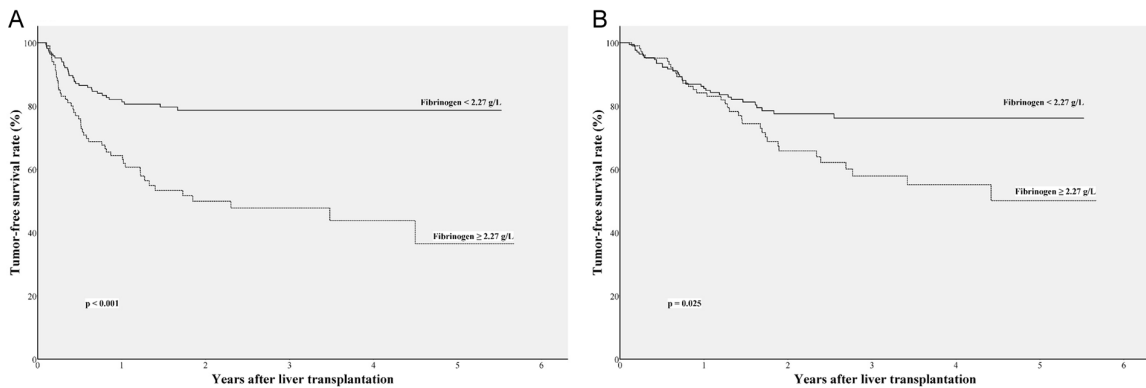 A
Tumor-free survival rate (%)
100
80
60
40
20
0
Fibrinogen < 2.27 g/L
Fibrinogen ≥ 2.27 g/L
p < 0.001
0 1 2 3 4 5 6
Years after liver transplantation
B
Tumor-free survival rate (%)
100
80
60
40
20
0
Fibrinogen < 2.27 g/L
Fibrinogen ≥ 2.27 g/L
p = 0.025
0 1 2 3 4 5 6
Years after liver transplantation